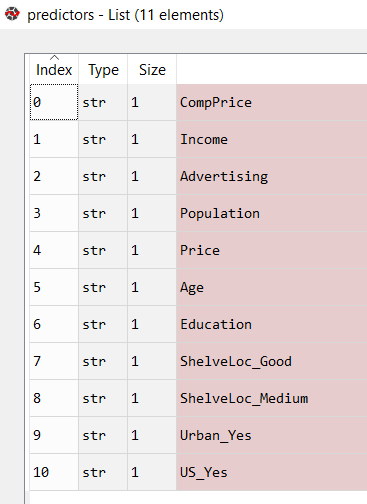 predictors - List (11 elements)
Index Type Size
0 str 1 CompPrice
1 str 1 Income
2 str 1 Advertising
3 str 1 Population
4 str 1 Price
5 str 1 Age
6 str 1 Education
7 str 1 ShelveLoc_Good
8 str 1 ShelveLoc_Medium
9 str 1 Urban_Yes
10 str 1 US_Yes